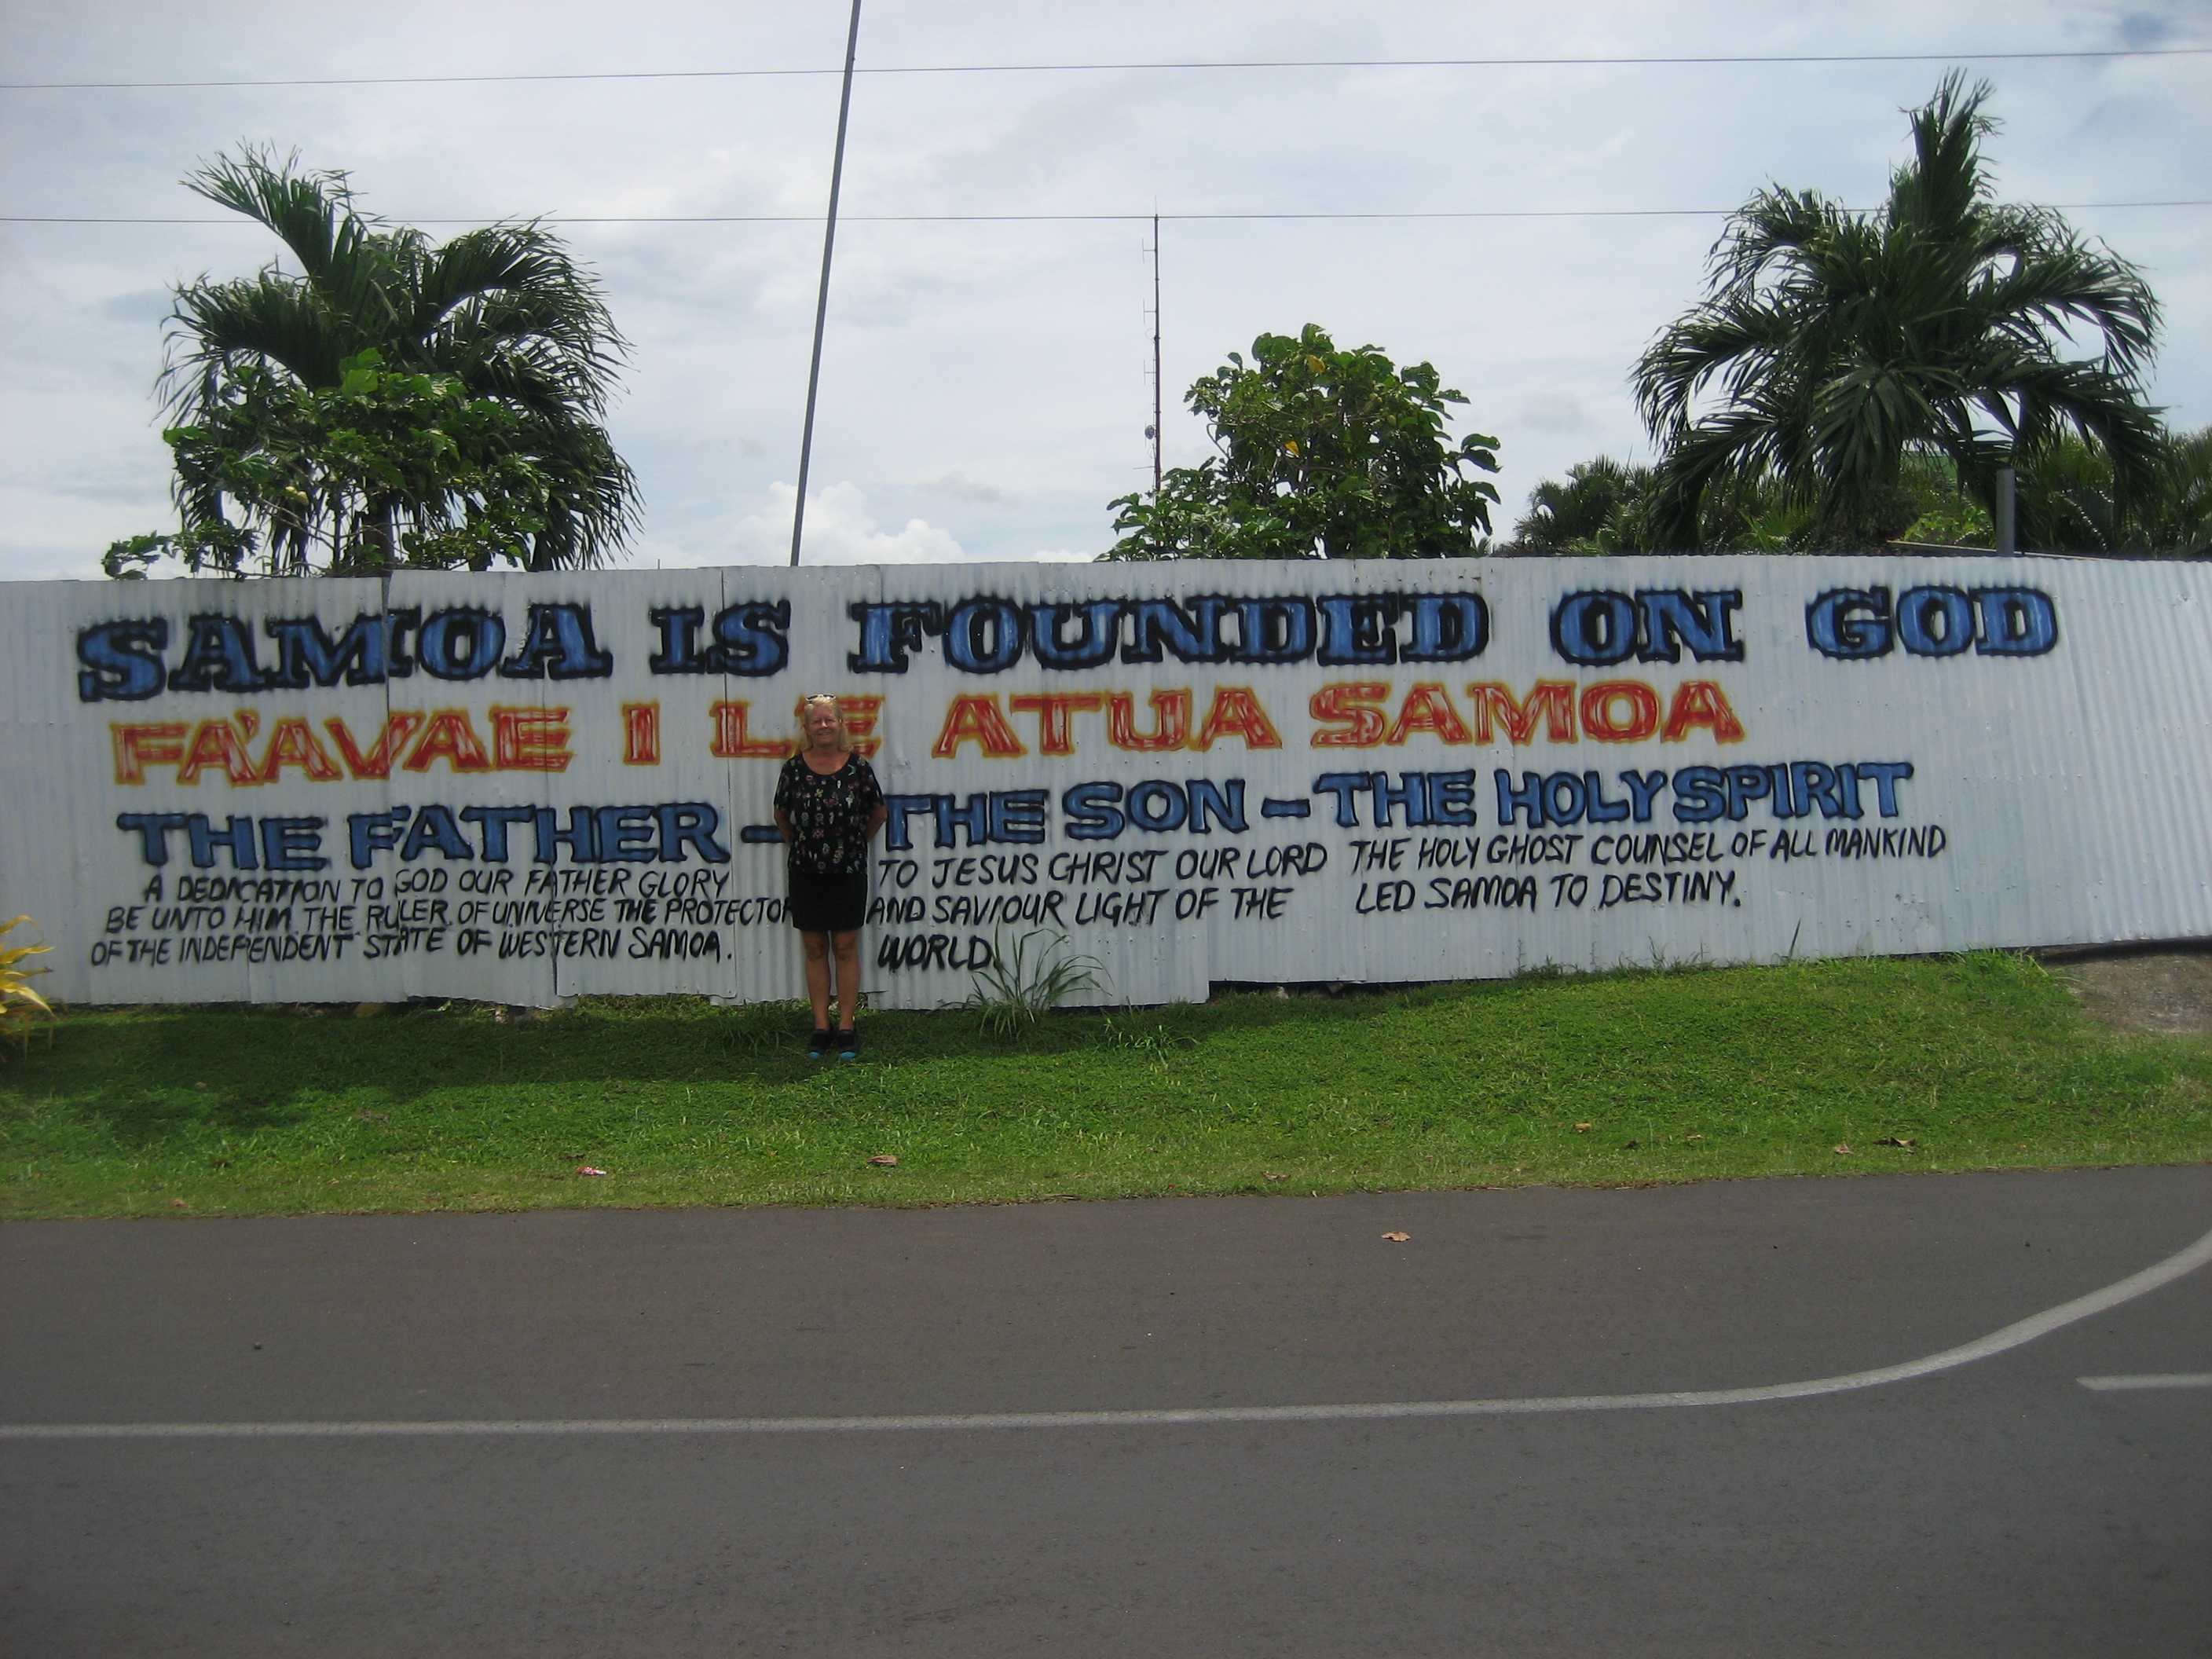 SAMOA IS FOUNDED ON GOD
FA'AVAE I LE ATUA SAMOA
THE FATHER - THE SON - THE HOLY SPIRIT
A DEDICATION TO GOD OUR FATHER GLORY
BE UNTO HIM THE RULER OF UNIVERSE THE PROTECTOR
OF THE INDEPENDENT STATE OF WESTERN SAMOA.
TO JESUS CHRIST OUR LORD
AND SAVIOUR LIGHT OF THE
WORLD.
THE HOLY GHOST COUNSEL OF ALL MANKIND
LED SAMOA TO DESTINY.